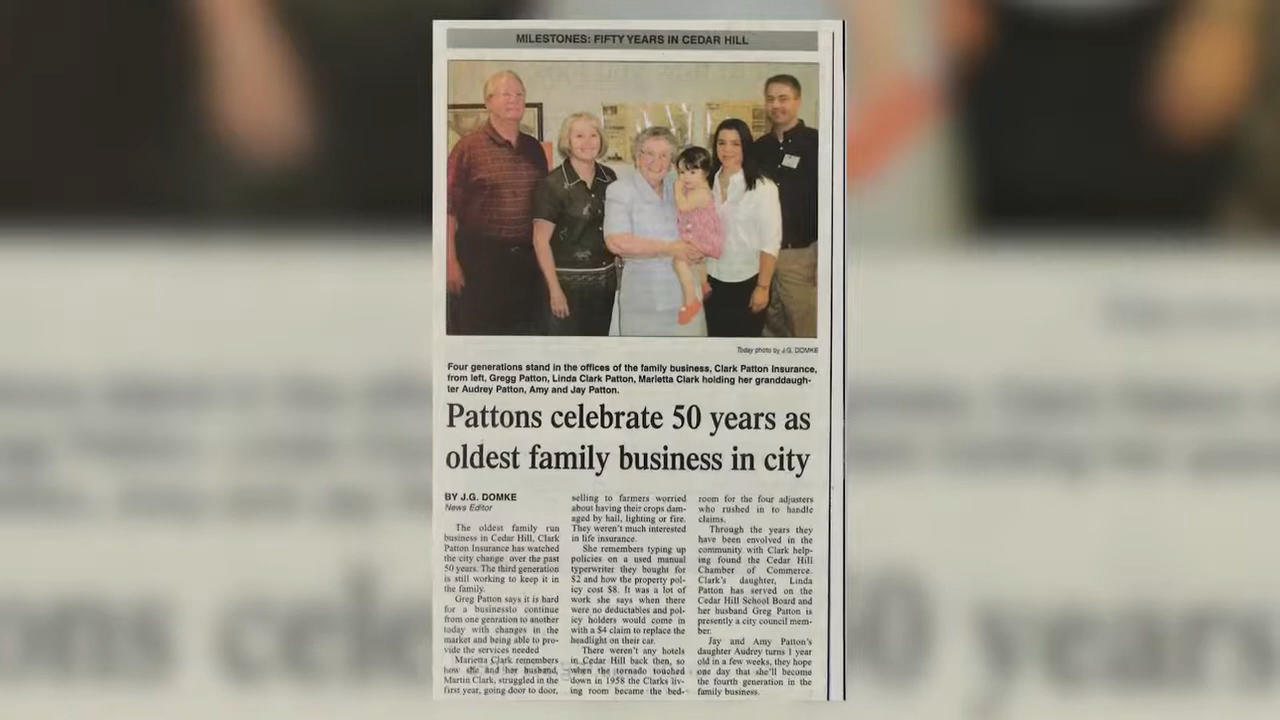 MILESTONES: FIFTY YEARS IN CEDAR HILL
Today photo by J.G. DOMKE
Four generations stand in the offices of the family business, Clark Patton Insurance,
from left, Gregg Patton, Linda Clark Patton, Marietta Clark holding her granddaugh-
ter Audrey Patton, Amy and Jay Patton.
Pattons celebrate 50 years as
oldest family business in city
BY J.G. DOMKE
News Editor
The oldest family run
business in Cedar Hill, Clark
Patton Insurance has watched
the city change over the past
50 years. The third generation
is still working to keep it in
the family.
Greg Patton says it is hard
for a businessto continue
from one genration to another
today with changes in the
market and being able to pro-
vide the services needed
Marietta Clark remembers
how she and her husband,
Martin Clark, struggled in the
first year, going door to door,
selling to farmers worried
about having their crops dam-
aged by hail, lighting or fire.
They weren't much interested
in life insurance.
She remembers typing up
policies on a used manual
typewriter they bought for
$2 and how the property pol-
icy cost $8. It was a lot of
work she says when there
were no deductables and pol-
icy holders would come in
with a $4 claim to replace the
headlight on their car.
There weren't any hotels
in Cedar Hill back then, so
when the tornado touched
down in 1958 the Clarks liv-
ing room became the bed-
room for the four adjusters
who rushed in to handle
claims.
Through the years they
have been envolved in the
community with Clark help-
ing found the Cedar Hill
Chamber of Commerce.
Clark's daughter, Linda
Patton has served on the
Cedar Hill School Board and
her husband Greg Patton is
presently a city council mem-
ber.
Jay and Amy Patton's
daughter Audrey turns 1 year
old in a few weeks, they hope
one day that she'll become
the fourth generation in the
family business.